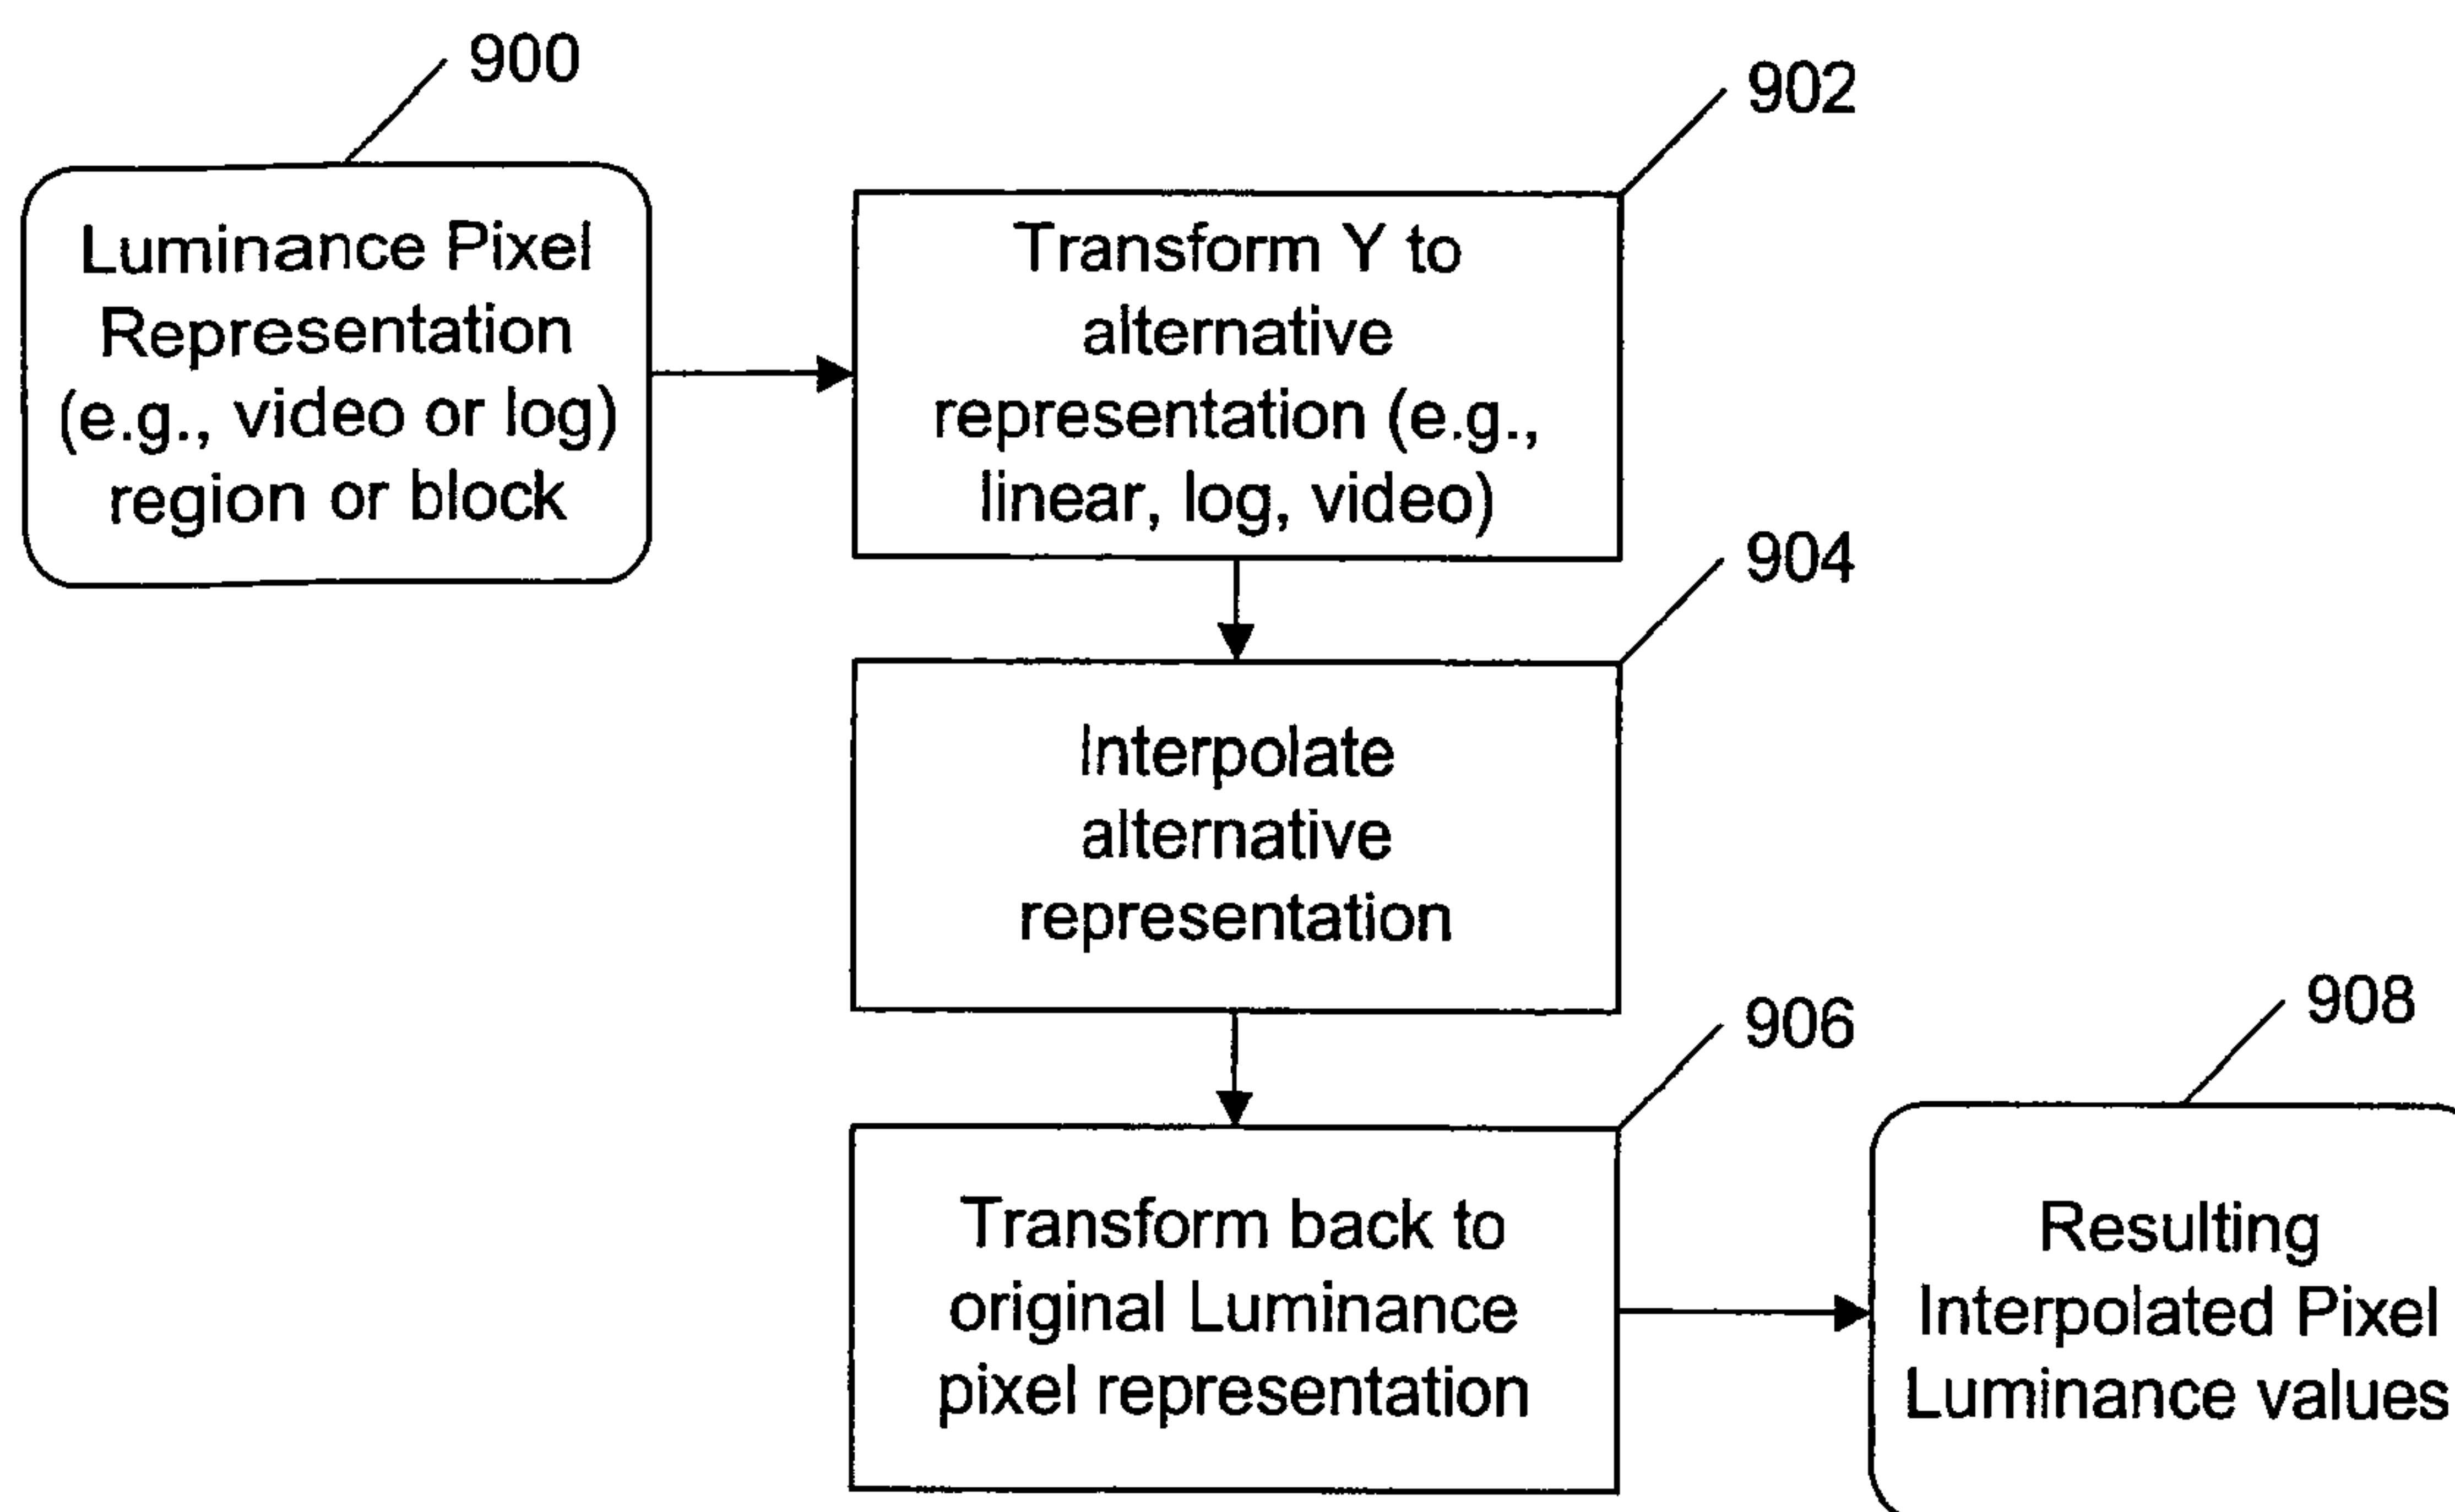 900
Luminance Pixel
Representation
(e.g., video or log)
region or block
902
Transform Y to
alternative
representation (e.g.,
linear, log, video)
904
Interpolate
alternative
representation
906
Transform back to
original Luminance
pixel representation
908
Resulting
Interpolated Pixel
Luminance values